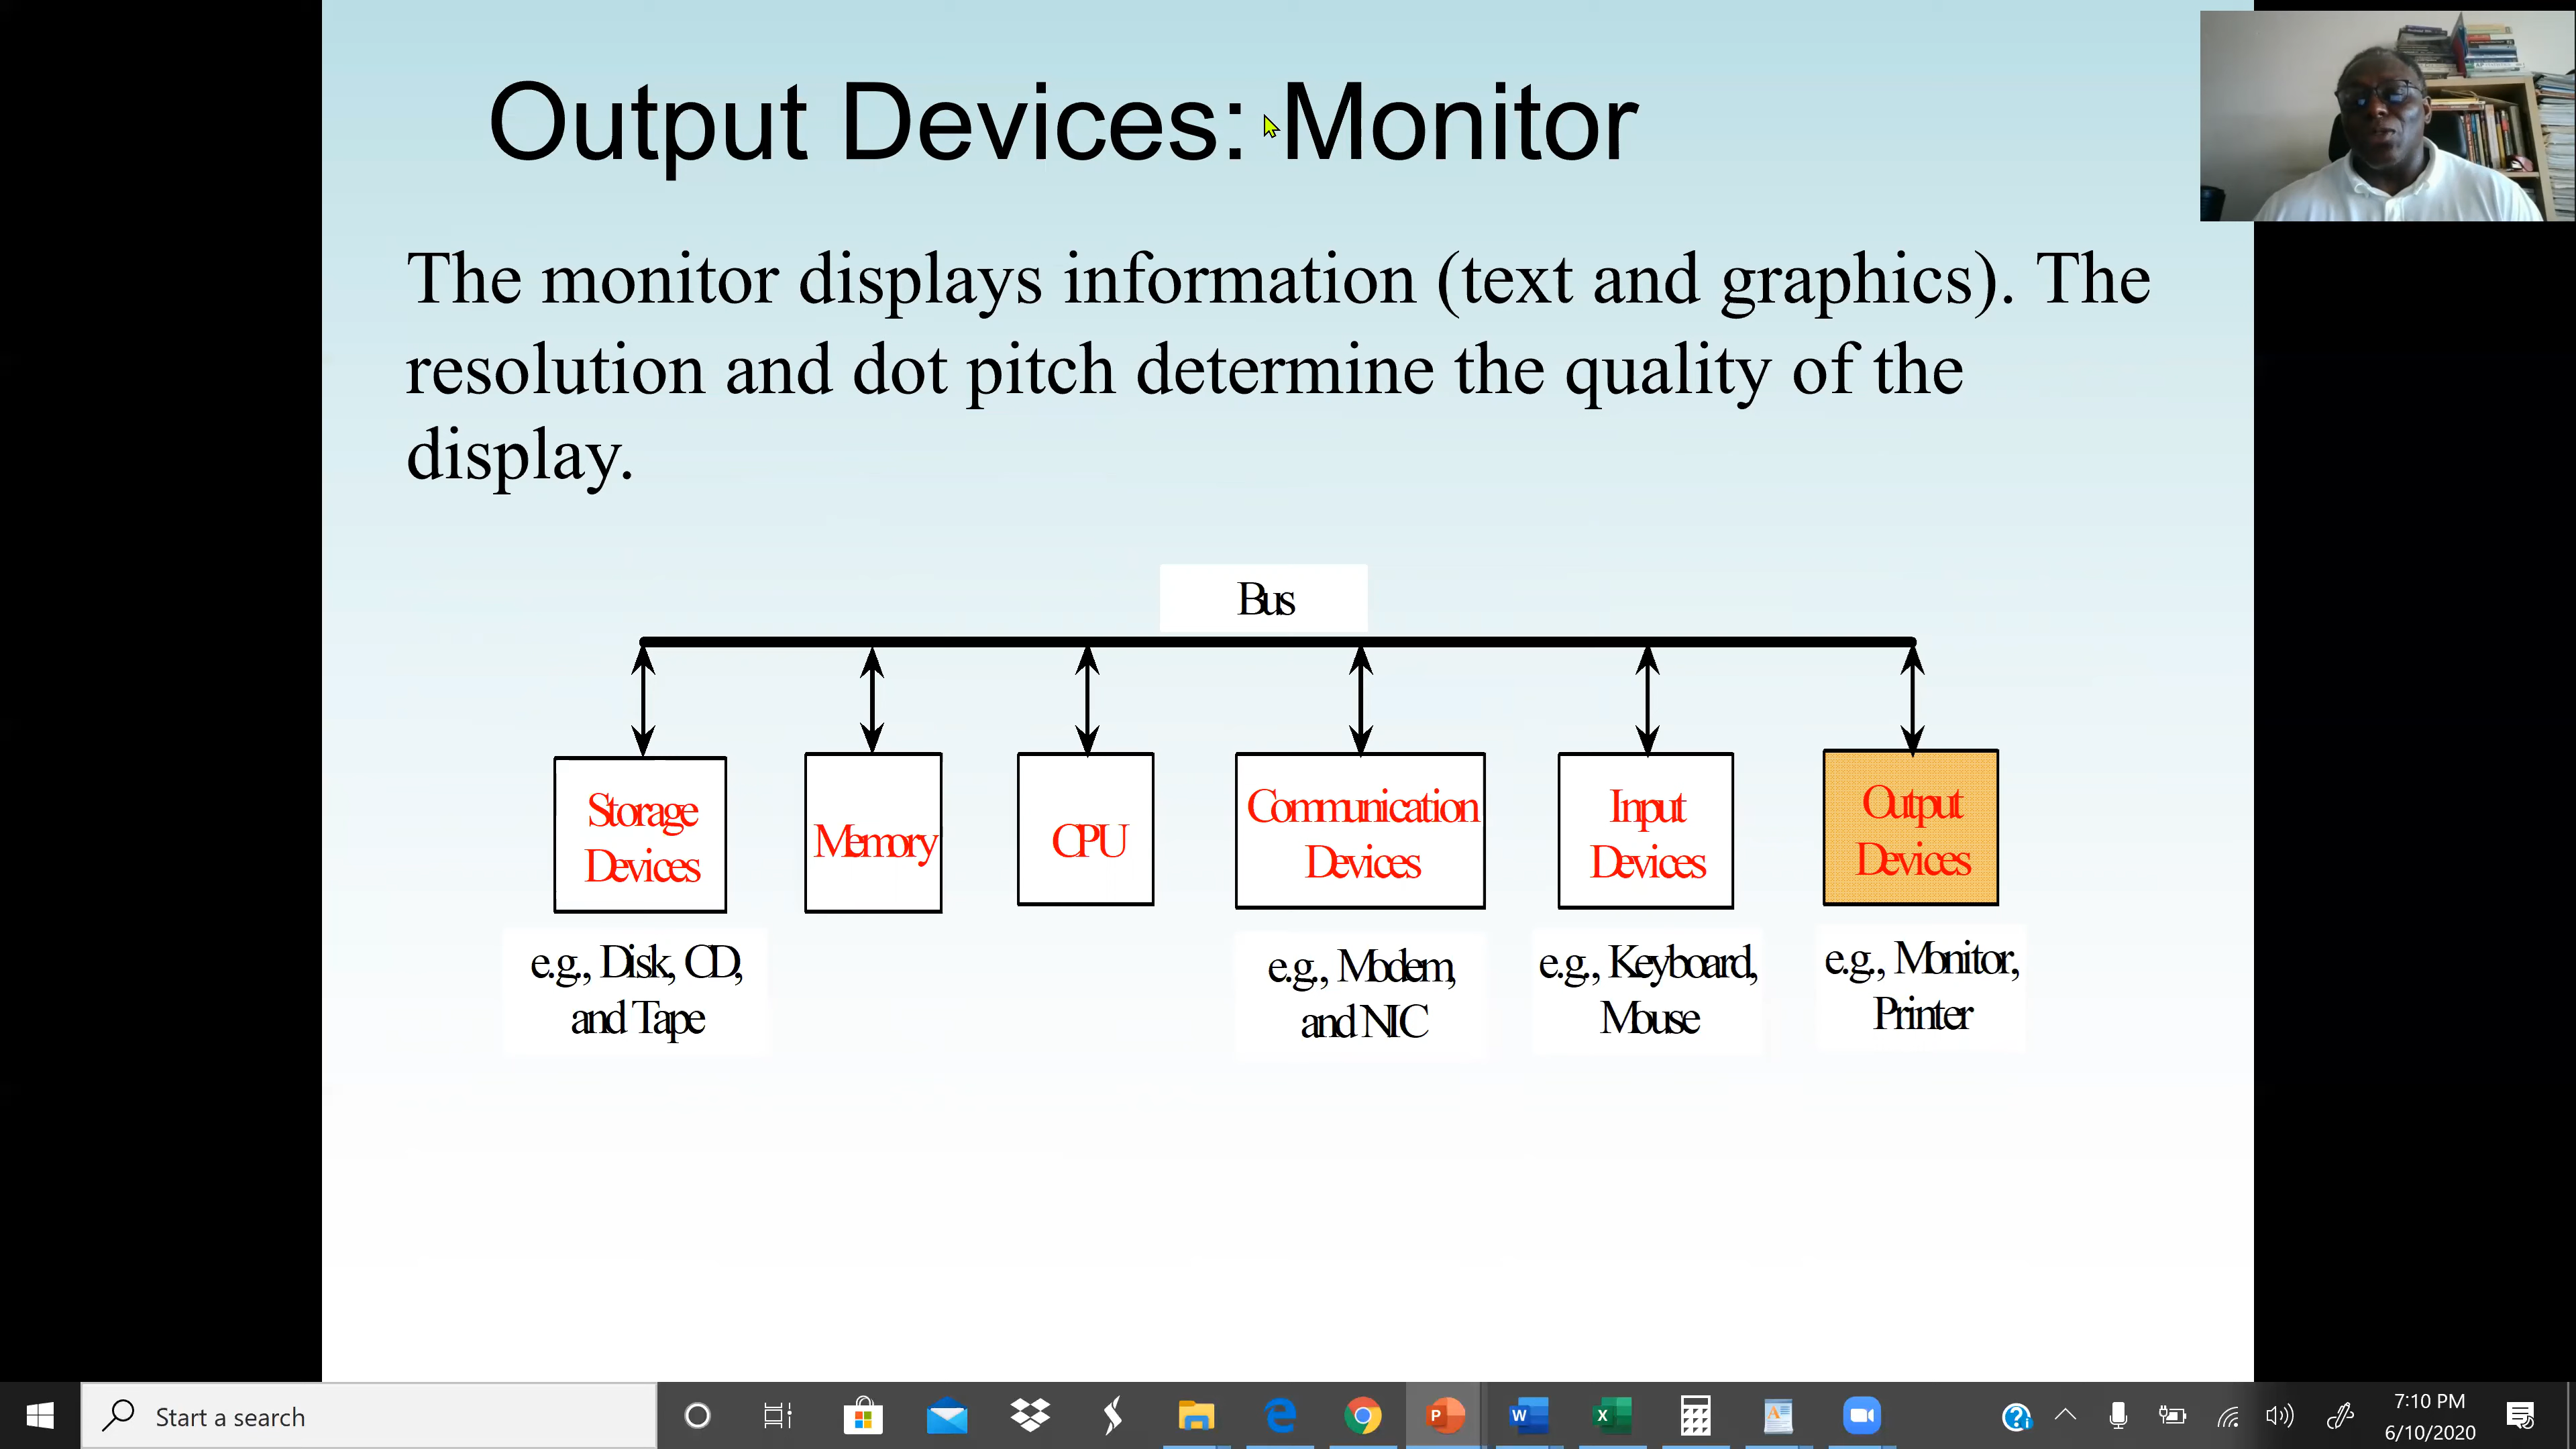 Output Devices: Monitor
The monitor displays information (text and graphics). The
resolution and dot pitch determine the quality of the
display.
Bus
Storage
Devices
Memory
CPU
Communication
Devices
Input
Devices
Output
Devices
e.g., Disk, CD,
and Tape
e.g., Modem,
and NIC
e.g., Keyboard,
Mouse
e.g., Monitor,
Printer
Start a search
7:10 PM
6/10/2020